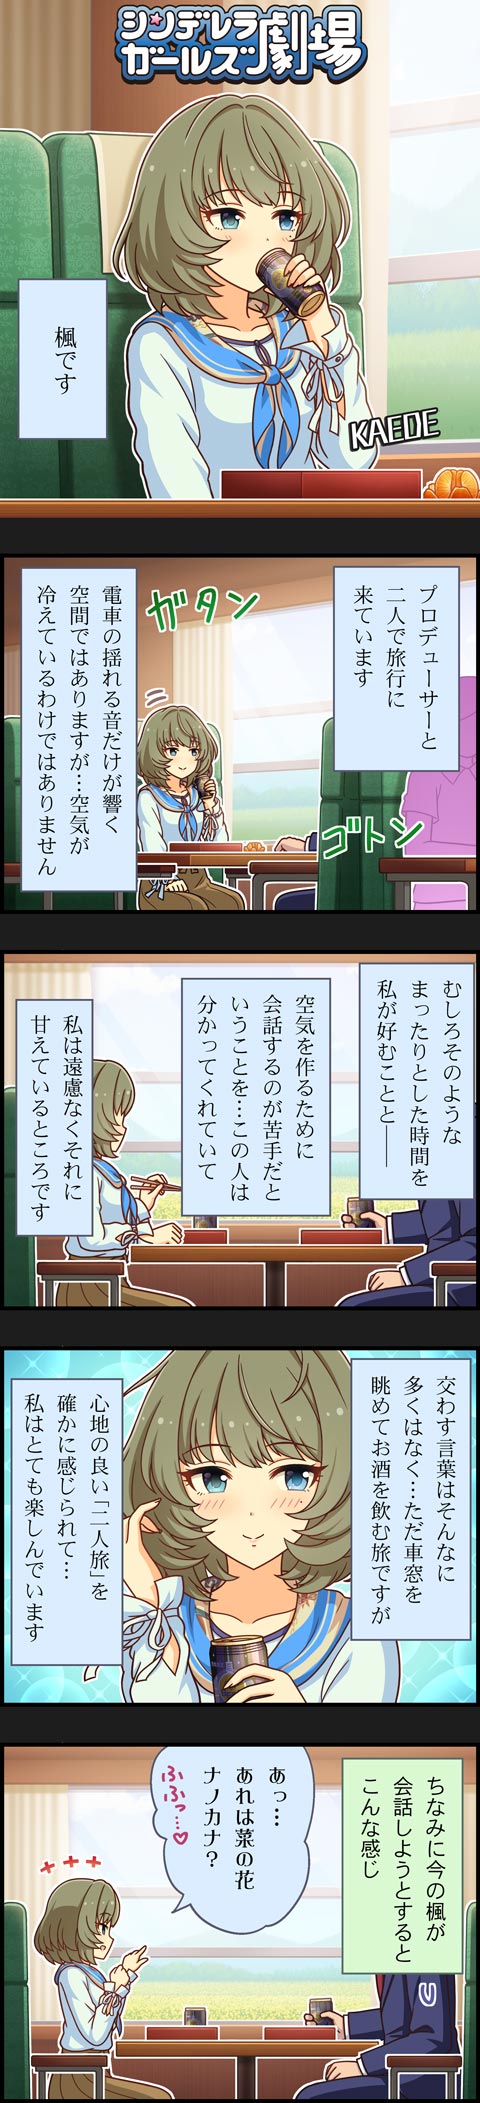 シンデレラ
ガールズ劇場
楓です
KAEDE
プロデューサーと
二人で旅行に
来ています
ガタン
電車の揺れる音だけが響く
空間ではありますが…空気が
冷えているわけではありません
ゴトン
むしろそのような
まったりとした時間を
私が好むことと――
空気を作るために
会話するのが苦手だと
いうことを…この人は
分かってくれていて
私は遠慮なくそれに
甘えているところです
交わす言葉はそんなに
多くはなく…ただ車窓を
眺めてお酒を飲む旅ですが
心地の良い「二人旅」を
確かに感じられて…
私はとても楽しんでいます
ちなみに今の楓が
会話しようとすると
こんな感じ
あっ…
あれは菜の花
ナノカナ？
ふふっ…♡